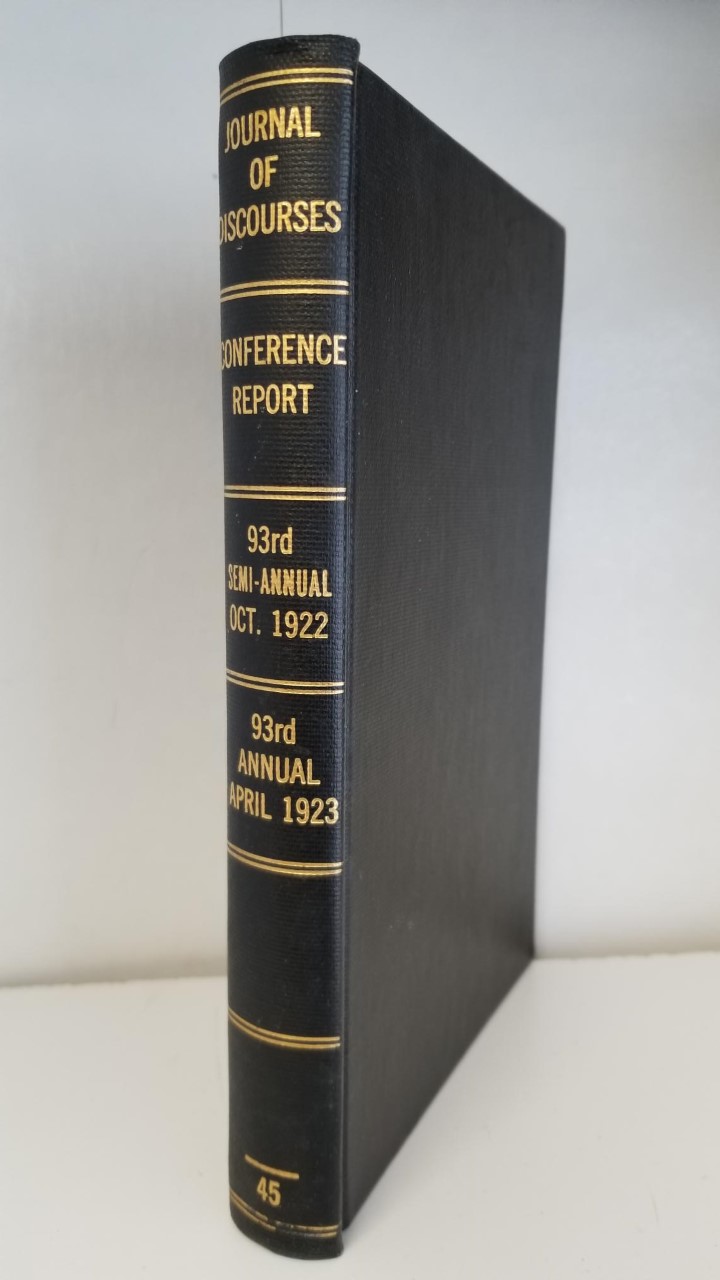 JOURNAL
OF
DISCOURSES
CONFERENCE
REPORT
93rd
SEMI-ANNUAL
OCT. 1922
93rd
ANNUAL
APRIL 1923
45